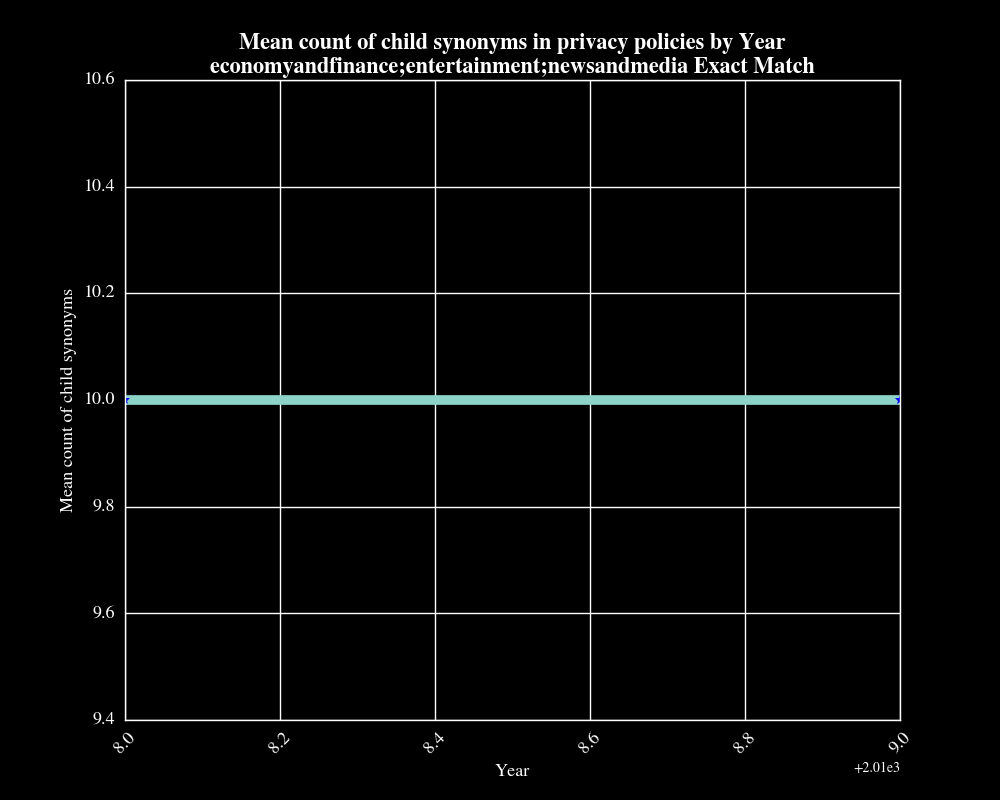 Mean count of child synonyms in privacy policies by Year
economyandfinance;entertainment;newsandmedia Exact Match
10.6
10.4
10.2
10.0
9.8
9.6
9.4
Mean count of child synonyms
8.0 8.2 8.4 8.6 8.8 9.0
Year
+2.01e3